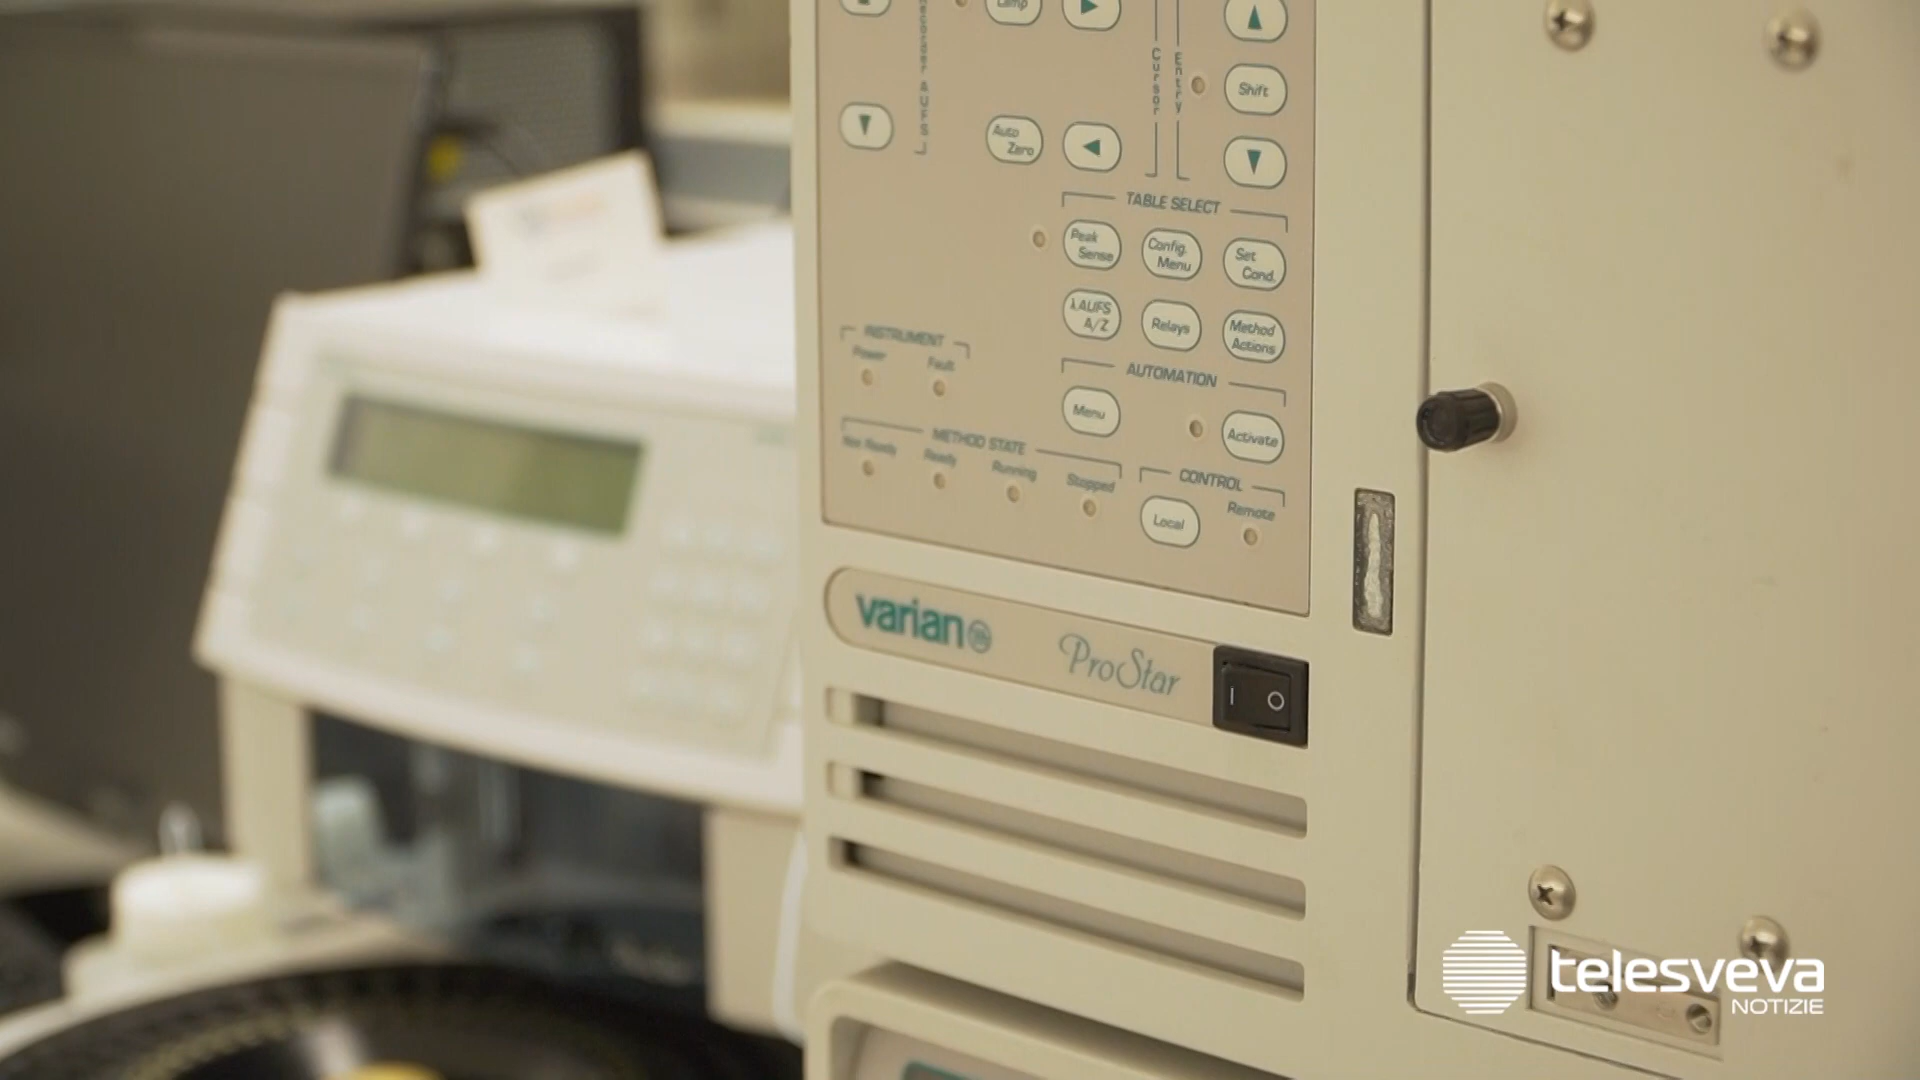 Lamp
Recorder AUFS
Cursor
Entry
Shift
Auto
Zero
TABLE SELECT
Peak
Sense
Config.
Menu
Set
Cond.
λ AUFS
A/Z
Relays
Method
Actions
INSTRUMENT
Power
Fault
AUTOMATION
Menu
Activate
METHOD STATE
Not Ready
Ready
Running
Stopped
CONTROL
Local
Remote
varian
ProStar
telesveva
NOTIZIE